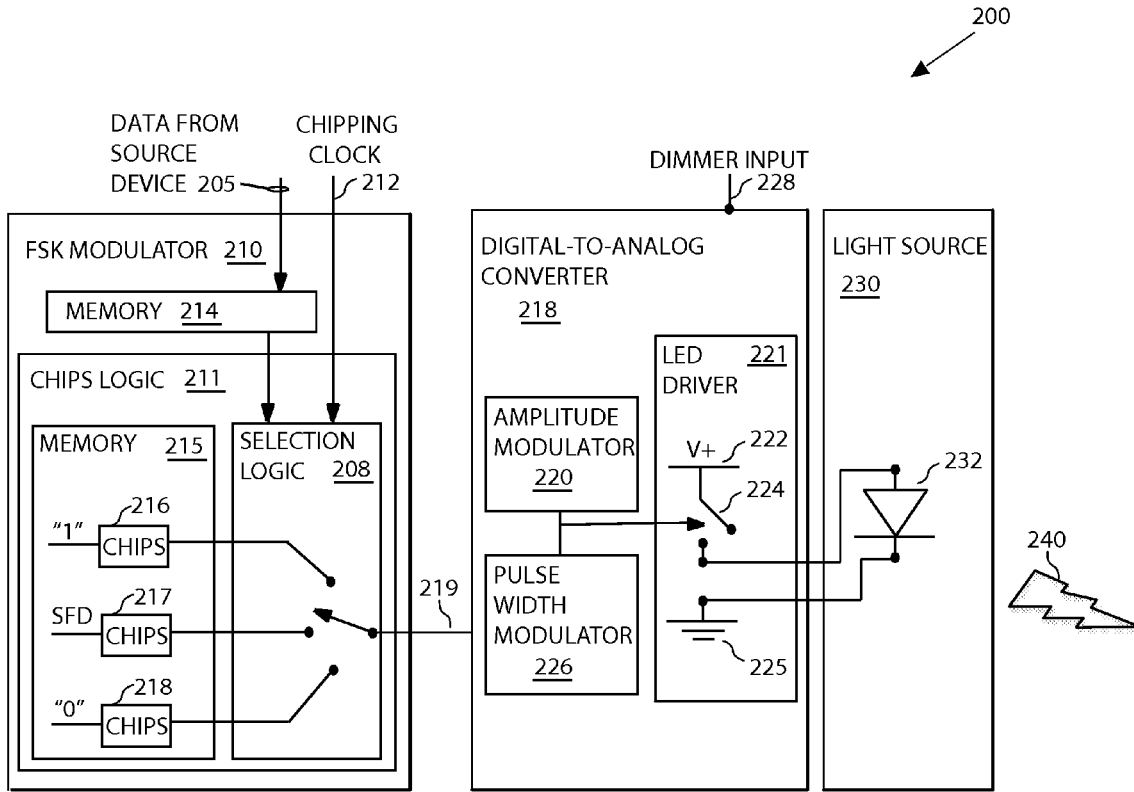 200
DATA FROM
SOURCE
DEVICE 205
CHIPPING
CLOCK
212
DIMMER INPUT
228
FSK MODULATOR 210
MEMORY 214
CHIPS LOGIC 211
MEMORY 215
SELECTION
LOGIC 208
"1" CHIPS 216
SFD CHIPS 217
"0" CHIPS 218
219
DIGITAL-TO-ANALOG
CONVERTER
218
AMPLITUDE
MODULATOR
220
PULSE
WIDTH
MODULATOR
226
LED 221
DRIVER
V+ 222
224
225
LIGHT SOURCE
230
232
240